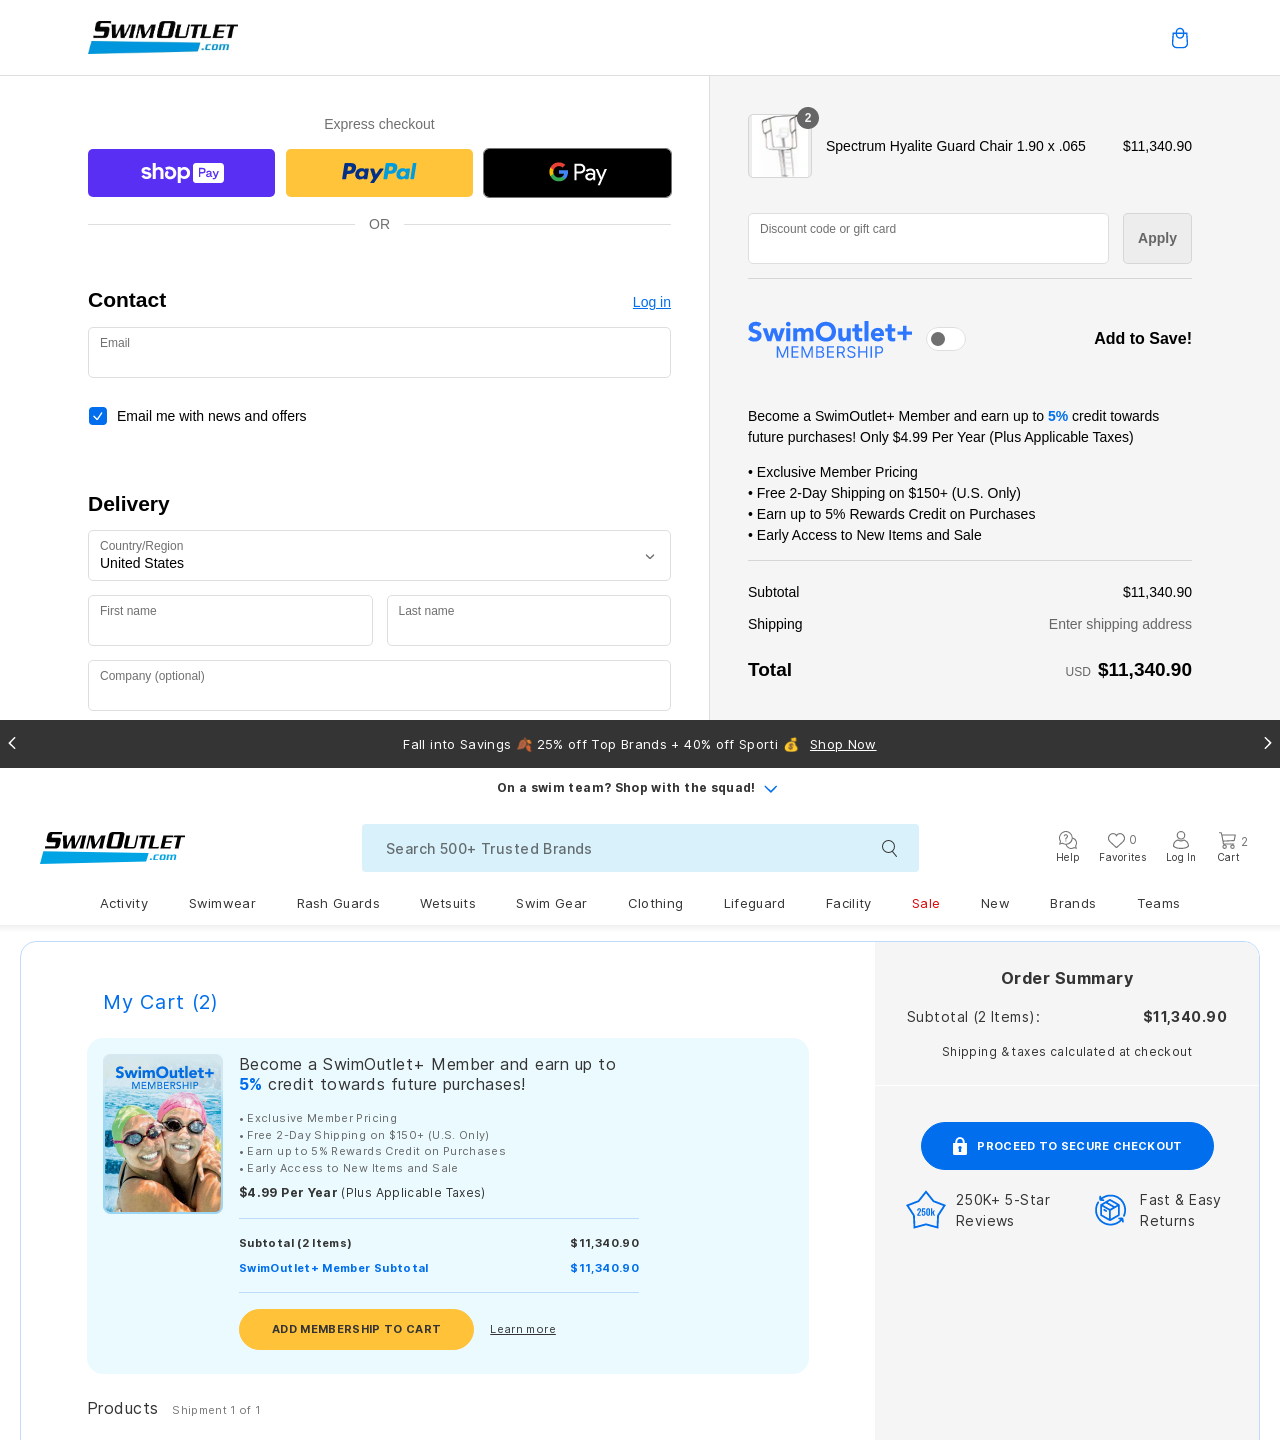 SWIMOUTLET
.com
Express checkout
shop Pay
PayPal
G Pay
OR
Contact
Log in
Email
Email me with news and offers
Delivery
Country/Region
United States
First name
Last name
Company (optional)
2
Spectrum Hyalite Guard Chair 1.90 x .065
$11,340.90
Discount code or gift card
Apply
SwimOutlet+
MEMBERSHIP
Add to Save!
Become a SwimOutlet+ Member and earn up to 5% credit towards
future purchases! Only $4.99 Per Year (Plus Applicable Taxes)
• Exclusive Member Pricing
• Free 2-Day Shipping on $150+ (U.S. Only)
• Earn up to 5% Rewards Credit on Purchases
• Early Access to New Items and Sale
Subtotal $11,340.90
Shipping Enter shipping address
Total USD $11,340.90
Fall into Savings 🍂 25% off Top Brands + 40% off Sporti 💰 Shop Now
On a swim team? Shop with the squad!
SWIMOUTLET
.com
Search 500+ Trusted Brands
Help
0
Favorites
Log In
2
Cart
Activity Swimwear Rash Guards Wetsuits Swim Gear Clothing Lifeguard Facility Sale New Brands Teams
My Cart (2)
SwimOutlet+
MEMBERSHIP
Become a SwimOutlet+ Member and earn up to
5% credit towards future purchases!
• Exclusive Member Pricing
• Free 2-Day Shipping on $150+ (U.S. Only)
• Earn up to 5% Rewards Credit on Purchases
• Early Access to New Items and Sale
$4.99 Per Year (Plus Applicable Taxes)
Subtotal (2 Items) $11,340.90
SwimOutlet+ Member Subtotal $11,340.90
ADD MEMBERSHIP TO CART
Learn more
Products Shipment 1 of 1
Order Summary
Subtotal (2 Items): $11,340.90
Shipping & taxes calculated at checkout
PROCEED TO SECURE CHECKOUT
250k
250K+ 5-Star
Reviews
Fast & Easy
Returns